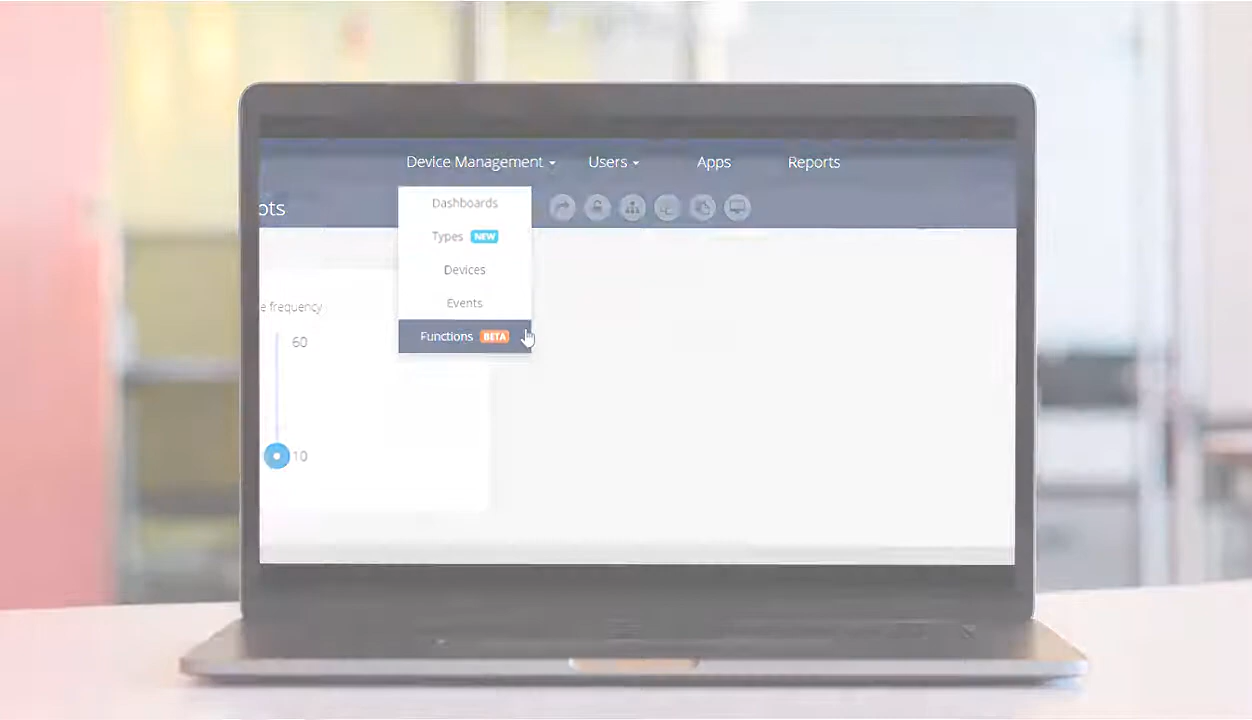 Device Management Users Apps Reports
ots
Dashboards
Types NEW
Devices
Events
Functions BETA
e frequency
60
10